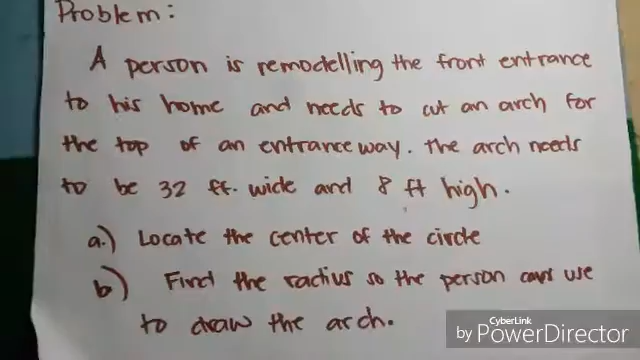 Problem:
A person is remodelling the front entrance
to his home and needs to cut an arch for
the top of an entrance way. The arch needs
to be 32 ft. wide and 8 ft high.
a.) Locate the center of the circle
b) Find the radius so the person can use
to draw the arch.
CyberLink
by PowerDirector